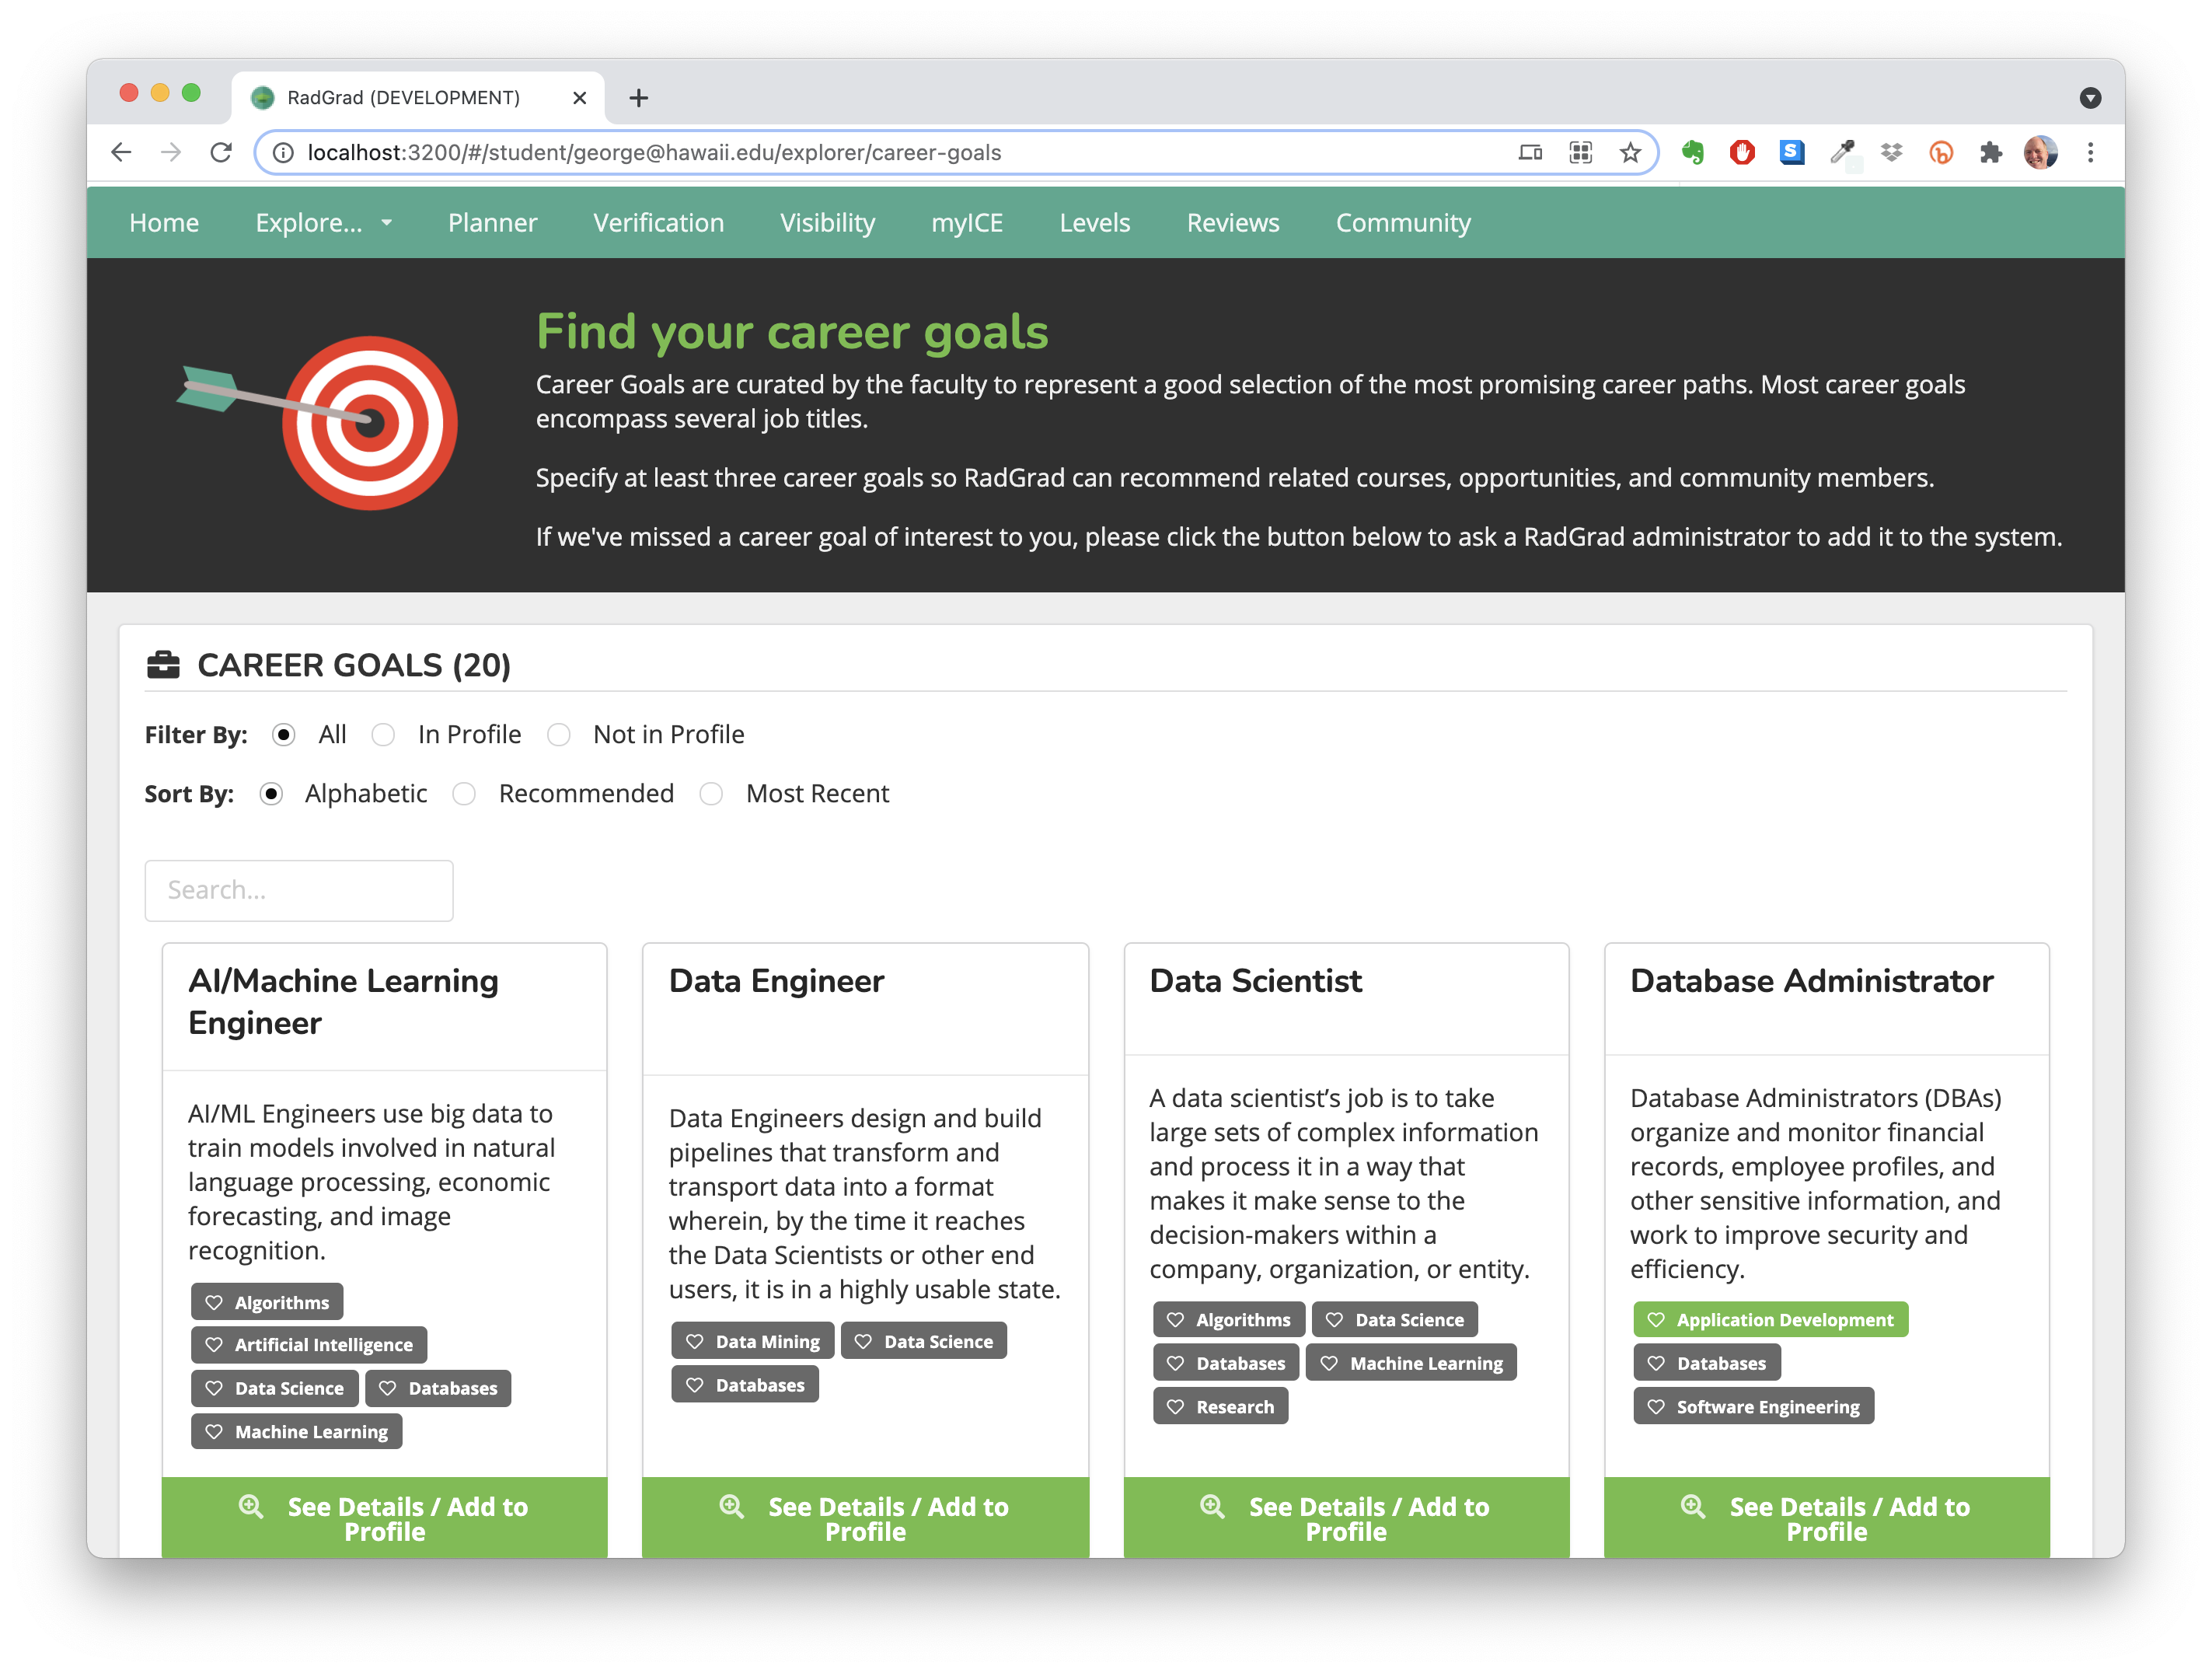 RadGrad (DEVELOPMENT)
localhost:3200/#/student/george@hawaii.edu/explorer/career-goals
Home Explore... Planner Verification Visibility myICE Levels Reviews Community
Find your career goals
Career Goals are curated by the faculty to represent a good selection of the most promising career paths. Most career goals
encompass several job titles.
Specify at least three career goals so RadGrad can recommend related courses, opportunities, and community members.
If we've missed a career goal of interest to you, please click the button below to ask a RadGrad administrator to add it to the system.
CAREER GOALS (20)
Filter By: All In Profile Not in Profile
Sort By: Alphabetic Recommended Most Recent
Search...
AI/Machine Learning
Engineer
AI/ML Engineers use big data to
train models involved in natural
language processing, economic
forecasting, and image
recognition.
Algorithms
Artificial Intelligence
Data Science Databases
Machine Learning
See Details / Add to
Profile
Data Engineer
Data Engineers design and build
pipelines that transform and
transport data into a format
wherein, by the time it reaches
the Data Scientists or other end
users, it is in a highly usable state.
Data Mining Data Science
Databases
See Details / Add to
Profile
Data Scientist
A data scientist’s job is to take
large sets of complex information
and process it in a way that
makes it make sense to the
decision-makers within a
company, organization, or entity.
Algorithms Data Science
Databases Machine Learning
Research
See Details / Add to
Profile
Database Administrator
Database Administrators (DBAs)
organize and monitor financial
records, employee profiles, and
other sensitive information, and
work to improve security and
efficiency.
Application Development
Databases
Software Engineering
See Details / Add to
Profile